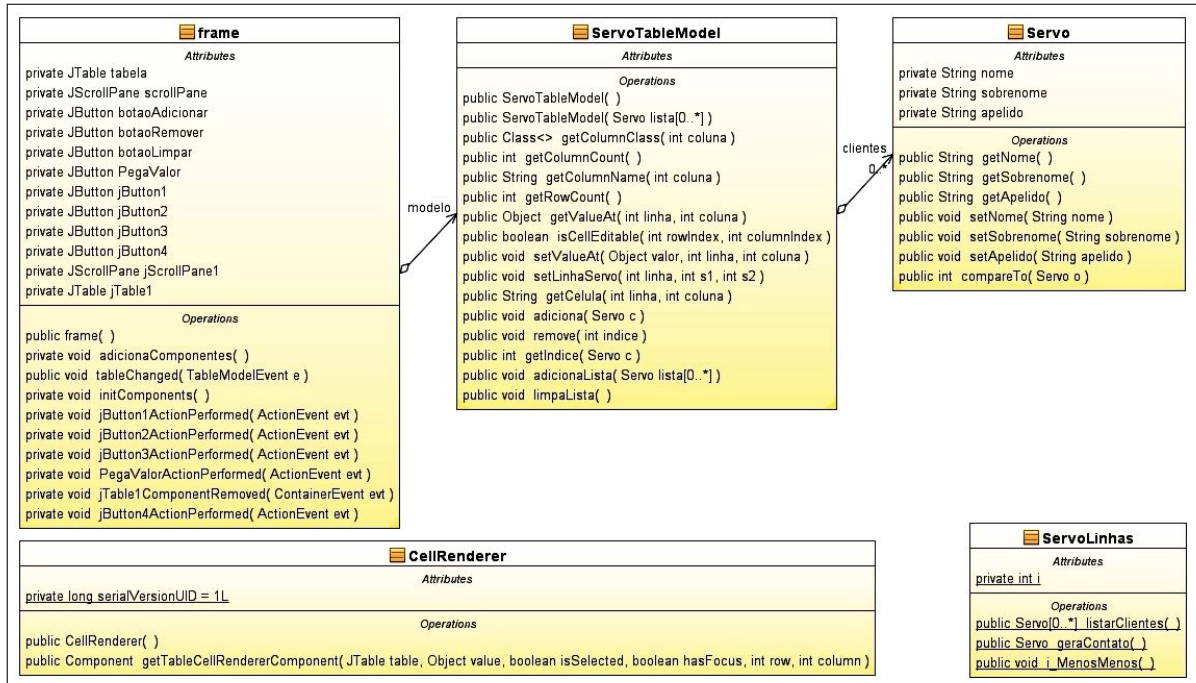 frame
Attributes
private JTable tabela
private JScrollPane scrollPane
private JButton botaoAdicionar
private JButton botaoRemover
private JButton botaoLimpar
private JButton PegaValor
private JButton jButton1
private JButton jButton2
private JButton jButton3
private JButton jButton4
private JScrollPane jScrollPane1
private JTable jTable1
Operations
public frame( )
private void adicionaComponentes( )
public void tableChanged( TableModelEvent e )
private void initComponents( )
private void jButton1ActionPerformed( ActionEvent evt )
private void jButton2ActionPerformed( ActionEvent evt )
private void jButton3ActionPerformed( ActionEvent evt )
private void PegaValorActionPerformed( ActionEvent evt )
private void jTable1ComponentRemoved( ContainerEvent evt )
private void jButton4ActionPerformed( ActionEvent evt )
modelo
ServoTableModel
Attributes
Operations
public ServoTableModel( )
public ServoTableModel( Servo lista[0..*] )
public Class<> getColumnClass( int coluna )
public int getColumnCount( )
public String getColumnName( int coluna )
public int getRowCount( )
public Object getValueAt( int linha, int coluna )
public boolean isCellEditable( int rowIndex, int columnIndex )
public void setValueAt( Object valor, int linha, int coluna )
public void setLinhaServo( int linha, int s1, int s2 )
public String getCelula( int linha, int coluna )
public void adiciona( Servo c )
public void remove( int indice )
public int getIndice( Servo c )
public void adicionaLista( Servo lista[0..*] )
public void limpaLista( )
clientes
0..*
Servo
Attributes
private String nome
private String sobrenome
private String apelido
Operations
public String getNome( )
public String getSobrenome( )
public String getApelido( )
public void setNome( String nome )
public void setSobrenome( String sobrenome )
public void setApelido( String apelido )
public int compareTo( Servo o )
CellRenderer
Attributes
private long serialVersionUID = 1L
Operations
public CellRenderer( )
public Component getTableCellRendererComponent( JTable table, Object value, boolean isSelected, boolean hasFocus, int row, int column )
ServoLinhas
Attributes
private int i
Operations
public Servo[0..*] listarClientes( )
public Servo geraContato( )
public void i_MenosMenos( )